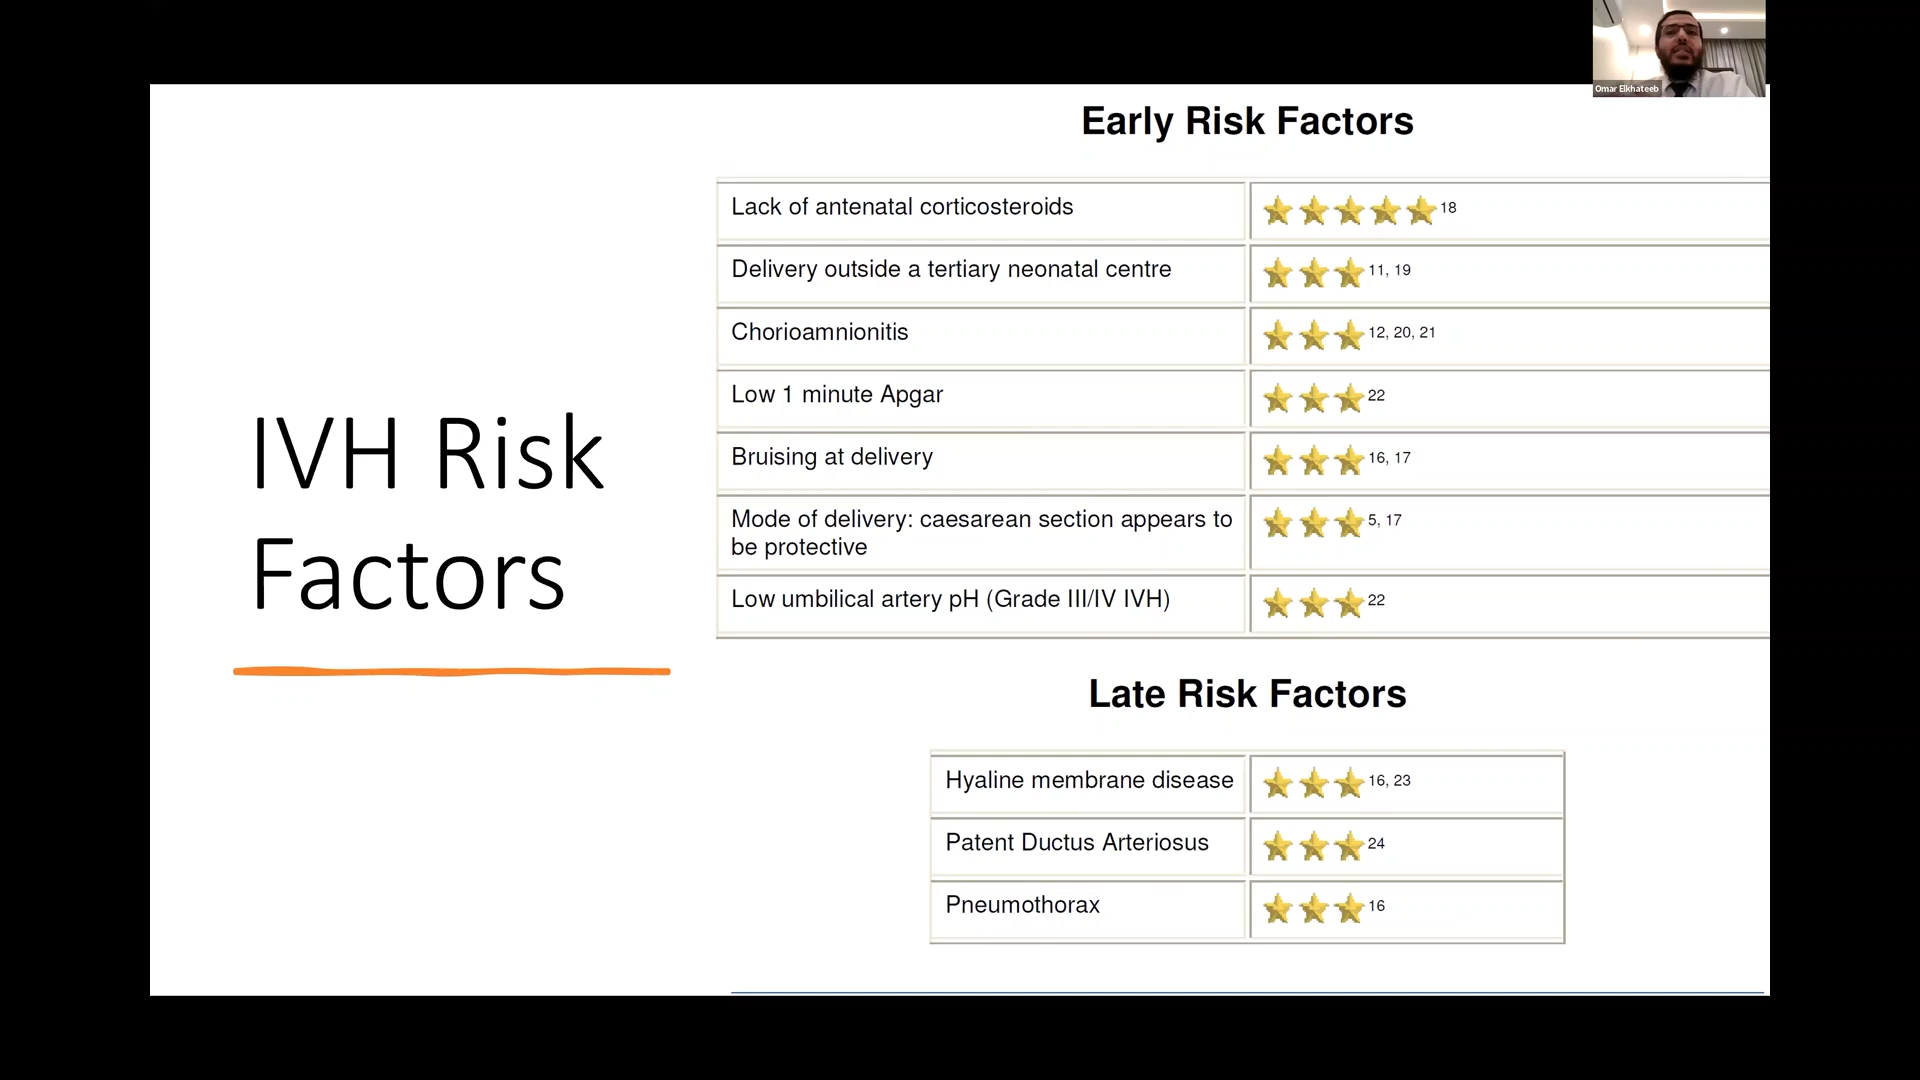 Omar Elkhateeb
IVH Risk
Factors
Early Risk Factors
Lack of antenatal corticosteroids 18
Delivery outside a tertiary neonatal centre 11, 19
Chorioamnionitis 12, 20, 21
Low 1 minute Apgar 22
Bruising at delivery 16, 17
Mode of delivery: caesarean section appears to 5, 17
be protective
Low umbilical artery pH (Grade III/IV IVH) 22
Late Risk Factors
Hyaline membrane disease 16, 23
Patent Ductus Arteriosus 24
Pneumothorax 16